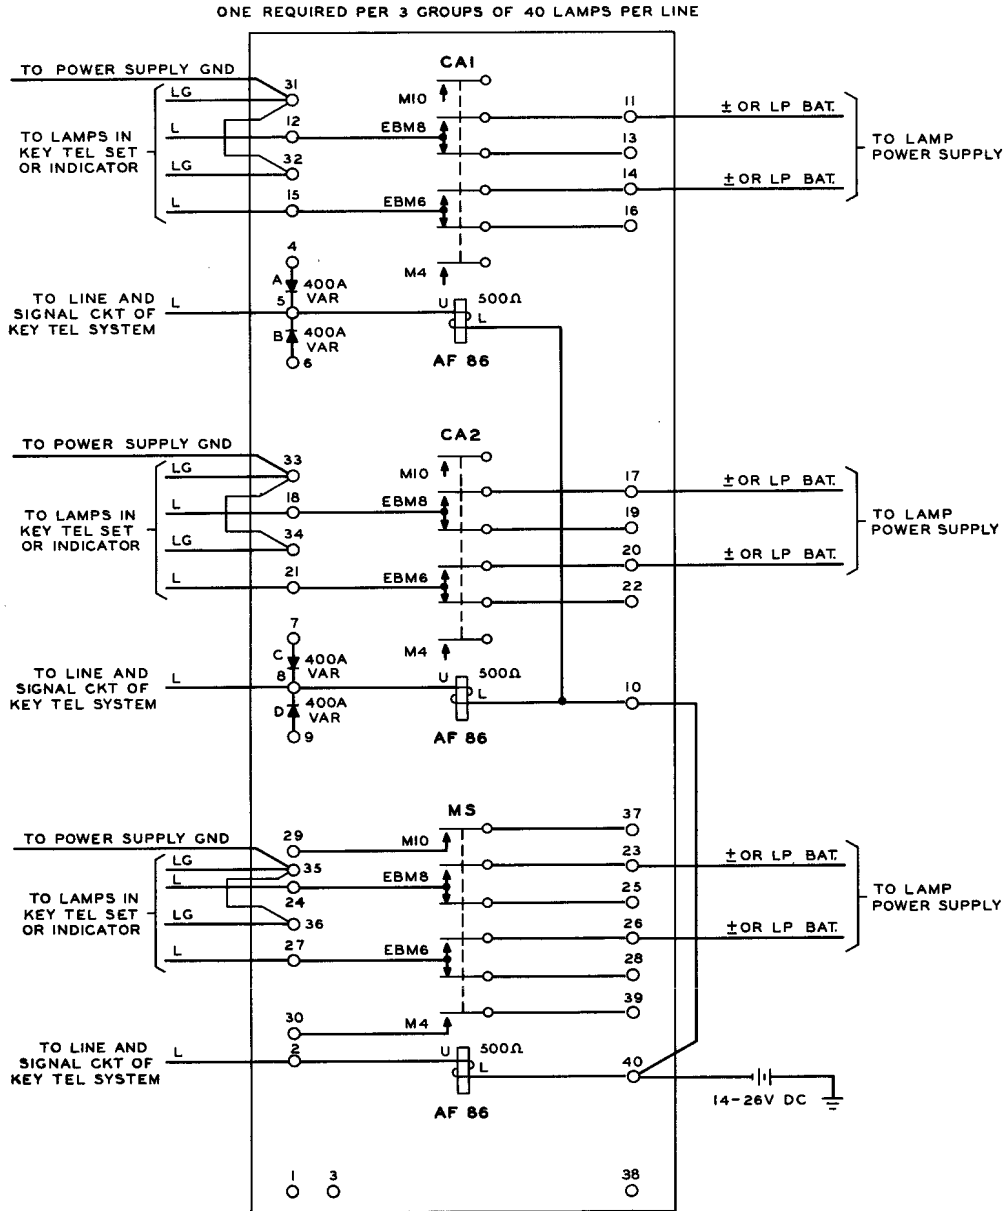 ONE REQUIRED PER 3 GROUPS OF 40 LAMPS PER LINE
TO POWER SUPPLY GND
31
CA1
LG
M10
11
± OR LP BAT.
L
12
EBM8
TO LAMPS IN
KEY TEL SET
OR INDICATOR
13
TO LAMP
POWER SUPPLY
LG
32
14
± OR LP BAT.
L
15
EBM6
16
4
M4
A
400A
VAR
TO LINE AND
SIGNAL CKT OF
KEY TEL SYSTEM
L
5
U
500Ω
L
B
400A
VAR
6
AF 86
TO POWER SUPPLY GND
33
CA2
LG
M10
17
± OR LP BAT.
L
18
EBM8
TO LAMPS IN
KEY TEL SET
OR INDICATOR
19
TO LAMP
POWER SUPPLY
LG
34
20
± OR LP BAT.
L
21
EBM6
22
7
M4
C
400A
VAR
TO LINE AND
SIGNAL CKT OF
KEY TEL SYSTEM
L
8
U
500Ω
L
10
D
400A
VAR
9
AF 86
MS
TO POWER SUPPLY GND
29
M10
37
LG
35
23
± OR LP BAT.
L
24
EBM8
TO LAMPS IN
KEY TEL SET
OR INDICATOR
25
TO LAMP
POWER SUPPLY
LG
36
26
± OR LP BAT.
L
27
EBM6
28
30
M4
39
TO LINE AND
SIGNAL CKT OF
KEY TEL SYSTEM
L
2
U
500Ω
L
40
14-26V DC
AF 86
1
3
38